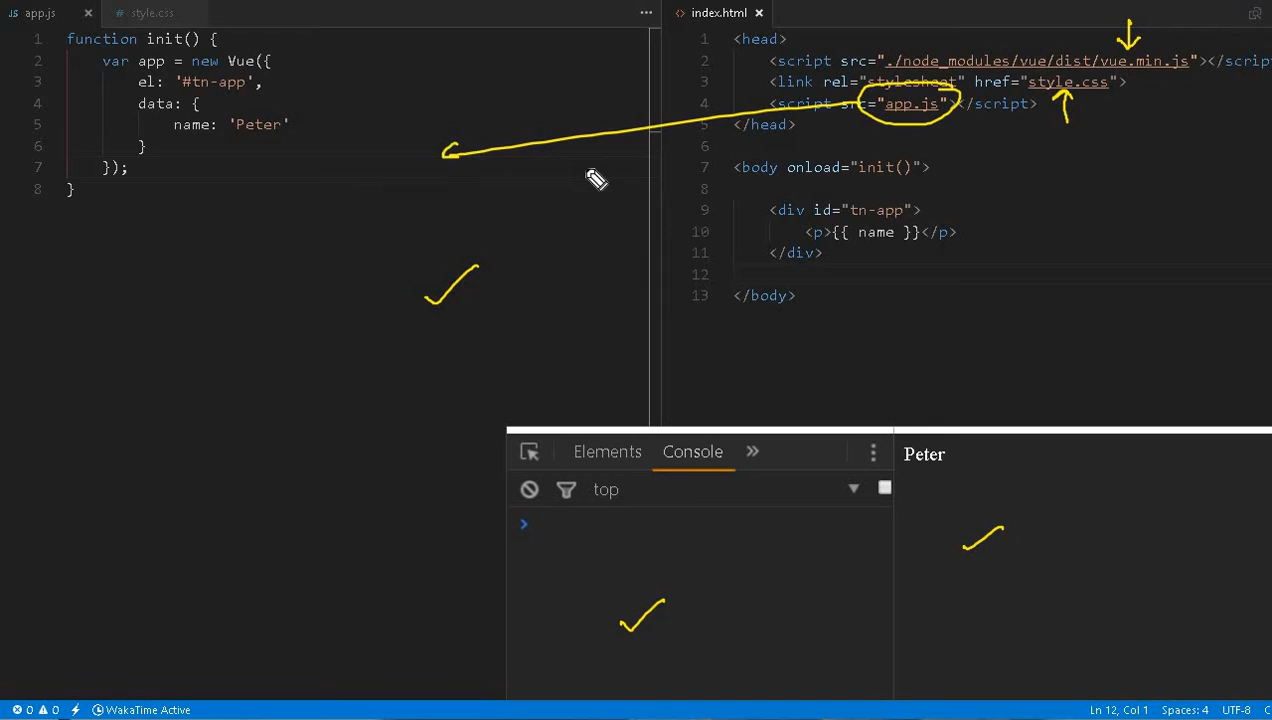 app.js
style.css
index.html
1 function init() {
2 var app = new Vue({
3 el: '#tn-app',
4 data: {
5 name: 'Peter'
6 }
7 });
8 }
1 <head>
2 <script src="./node_modules/vue/dist/vue.min.js"></scrip
3 <link rel="stylesheet" href="style.css">
4 <script src="app.js"></script>
5 </head>
6
7 <body onload="init()">
8
9 <div id="tn-app">
10 <p>{{ name }}</p>
11 </div>
12
13 </body>
Elements Console »
top
Peter
0 0 WakaTime Active
Ln 12, Col 1 Spaces: 4 UTF-8 C